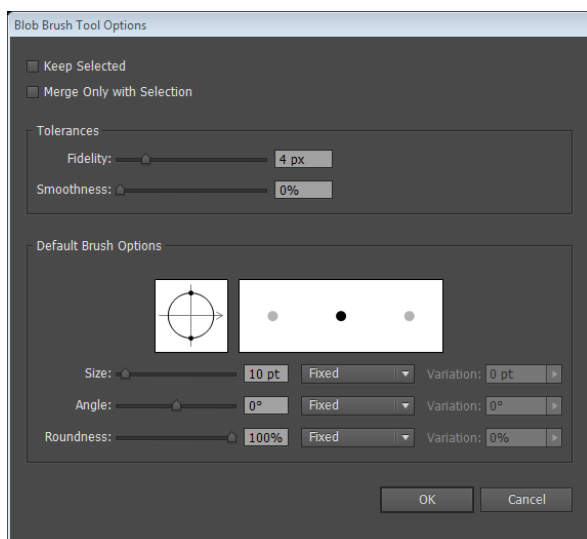 Blob Brush Tool Options
Keep Selected
Merge Only with Selection
Tolerances
Fidelity: 4 px
Smoothness: 0%
Default Brush Options
Size: 10 pt Fixed Variation: 0 pt
Angle: 0° Fixed Variation: 0°
Roundness: 100% Fixed Variation: 0%
OK Cancel